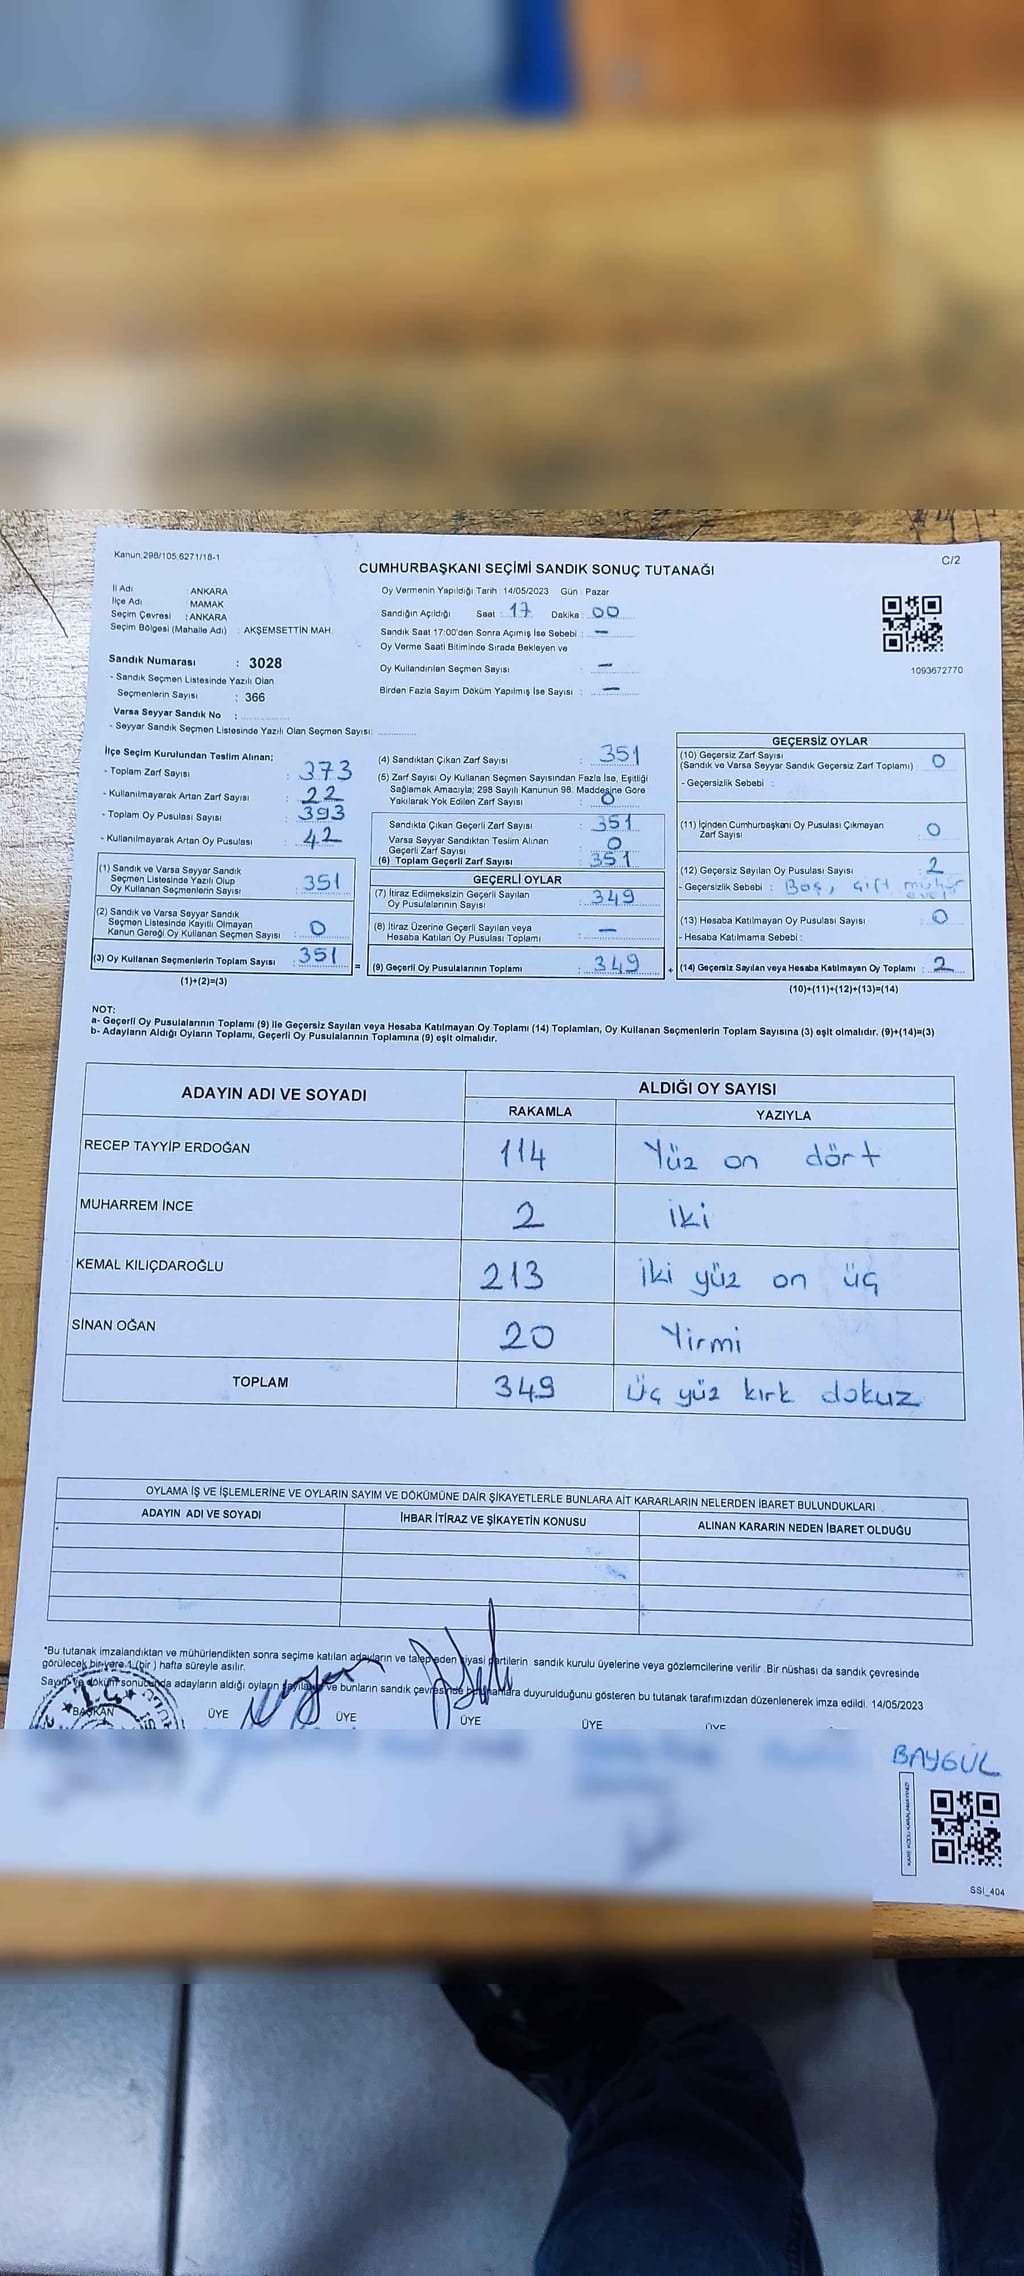 Kanun,298/105,6271/18-1
C/2
CUMHURBAŞKANI SEÇİMİ SANDIK SONUÇ TUTANAĞI
İl Adı : ANKARA
İlçe Adı : MAMAK
Seçim Çevresi : ANKARA
Seçim Bölgesi (Mahalle Adı) : AKŞEMSETTİN MAH.
Oy Vermenin Yapıldığı Tarih : 14/05/2023 Gün : Pazar
Sandığın Açıldığı Saat : 17 Dakika : 00
Sandık Saat 17:00'den Sonra Açımış İse Sebebi : —
Oy Verme Saati Bitiminde Sırada Bekleyen ve
Oy Kullandırılan Seçmen Sayısı : —
Birden Fazla Sayım Döküm Yapılmış İse Sayısı : —
1093672770
Sandık Numarası : 3028
- Sandık Seçmen Listesinde Yazılı Olan
Seçmenlerin Sayısı : 366
Varsa Seyyar Sandık No :
- Seyyar Sandık Seçmen Listesinde Yazılı Olan Seçmen Sayısı:
İlçe Seçim Kurulundan Teslim Alınan;
- Toplam Zarf Sayısı : 373
- Kullanılmayarak Artan Zarf Sayısı : 22
- Toplam Oy Pusulası Sayısı : 393
- Kullanılmayarak Artan Oy Pusulası : 42
(1) Sandık ve Varsa Seyyar Sandık
Seçmen Listesinde Yazılı Olup
Oy Kullanan Seçmenlerin Sayısı : 351
(2) Sandık ve Varsa Seyyar Sandık
Seçmen Listesinde Kayıtlı Olmayan
Kanun Gereği Oy Kullanan Seçmen Sayısı : 0
(3) Oy Kullanan Seçmenlerin Toplam Sayısı : 351
(1)+(2)=(3)
(4) Sandıktan Çıkan Zarf Sayısı : 351
(5) Zarf Sayısı Oy Kullanan Seçmen Sayısından Fazla İse, Eşitliği
Sağlamak Amacıyla; 298 Sayılı Kanunun 98. Maddesine Göre
Yakılarak Yok Edilen Zarf Sayısı : 0
Sandıkta Çıkan Geçerli Zarf Sayısı : 351
Varsa Seyyar Sandıktan Teslim Alınan
Geçerli Zarf Sayısı : 0
(6) Toplam Geçerli Zarf Sayısı : 351
GEÇERLİ OYLAR
(7) İtiraz Edilmeksizin Geçerli Sayılan
Oy Pusulalarının Sayısı : 349
(8) İtiraz Üzerine Geçerli Sayılan veya
Hesaba Katılan Oy Pusulası Toplamı : —
= (9) Geçerli Oy Pusulalarının Toplamı : 349
GEÇERSİZ OYLAR
(10) Geçersiz Zarf Sayısı
(Sandık ve Varsa Seyyar Sandık Geçersiz Zarf Toplamı) : 0
- Geçersizlik Sebebi :
(11) İçinden Cumhurbaşkanı Oy Pusulası Çıkmayan
Zarf Sayısı : 0
(12) Geçersiz Sayılan Oy Pusulası Sayısı : 2
- Geçersizlik Sebebi : Boş, çift mühür
(13) Hesaba Katılmayan Oy Pusulası Sayısı : 0
- Hesaba Katılmama Sebebi :
+ (14) Geçersiz Sayılan veya Hesaba Katılmayan Oy Toplamı : 2
(10)+(11)+(12)+(13)=(14)
NOT:
a- Geçerli Oy Pusulalarının Toplamı (9) ile Geçersiz Sayılan veya Hesaba Katılmayan Oy Toplamı (14) Toplamları, Oy Kullanan Seçmenlerin Toplam Sayısına (3) eşit olmalıdır. (9)+(14)=(3)
b- Adayların Aldığı Oyların Toplamı, Geçerli Oy Pusulalarının Toplamına (9) eşit olmalıdır.
ADAYIN ADI VE SOYADI
ALDIĞI OY SAYISI
RAKAMLA YAZIYLA
RECEP TAYYİP ERDOĞAN 114 Yüz on dört
MUHARREM İNCE 2 iki
KEMAL KILIÇDAROĞLU 213 iki yüz on üç
SİNAN OĞAN 20 Yirmi
TOPLAM 349 Üç yüz kırk dokuz
OYLAMA İŞ VE İŞLEMLERİNE VE OYLARIN SAYIM VE DÖKÜMÜNE DAİR ŞİKAYETLERLE BUNLARA AİT KARARLARIN NELERDEN İBARET BULUNDUKLARI
ADAYIN ADI VE SOYADI İHBAR İTİRAZ VE ŞİKAYETİN KONUSU ALINAN KARARIN NEDEN İBARET OLDUĞU
*Bu tutanak imzalandıktan ve mühürlendikten sonra seçime katılan adayların ve talep eden siyasi partilerin sandık kurulu üyelerine veya gözlemcilerine verilir .Bir nüshası da sandık çevresinde
görülecek bir yere 1 (bir ) hafta süreyle asılır.
Sayım ve döküm sonubunda adayların aldığı oyların ve bunların sandık çevresinde duyurulduğunu gösteren bu tutanak tarafımızdan düzenlenerek imza edildi. 14/05/2023
BAŞKAN ÜYE ÜYE ÜYE ÜYE ÜYE
T.C.
BAYGÜL
SSI_404